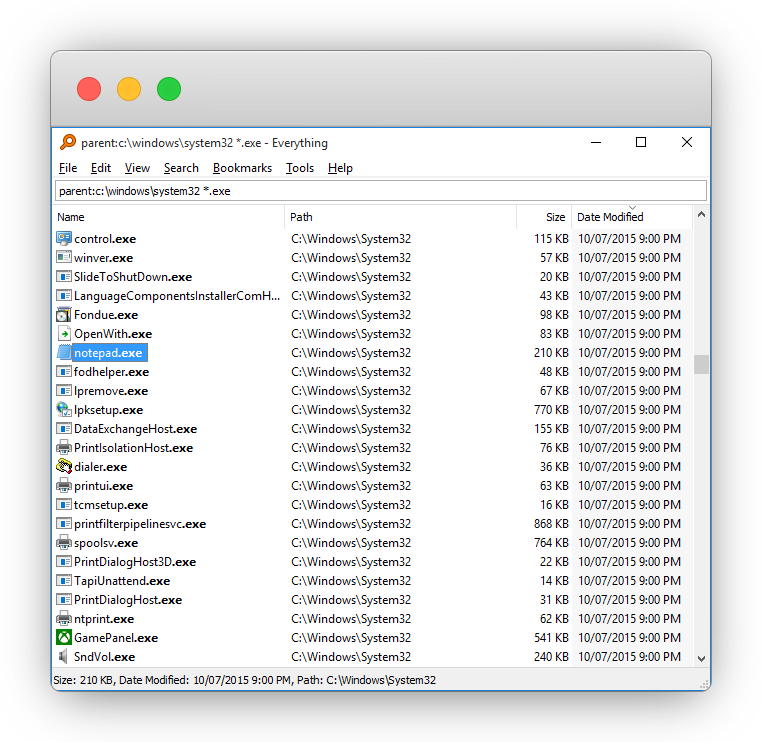 parent:c:\windows\system32 *.exe - Everything
File Edit View Search Bookmarks Tools Help
parent:c:\windows\system32 *.exe
Name Path Size Date Modified
control.exe C:\Windows\System32 115 KB 10/07/2015 9:00 PM
winver.exe C:\Windows\System32 57 KB 10/07/2015 9:00 PM
SlideToShutDown.exe C:\Windows\System32 20 KB 10/07/2015 9:00 PM
LanguageComponentsInstallerComH... C:\Windows\System32 43 KB 10/07/2015 9:00 PM
Fondue.exe C:\Windows\System32 98 KB 10/07/2015 9:00 PM
OpenWith.exe C:\Windows\System32 83 KB 10/07/2015 9:00 PM
notepad.exe C:\Windows\System32 210 KB 10/07/2015 9:00 PM
fodhelper.exe C:\Windows\System32 48 KB 10/07/2015 9:00 PM
lpremove.exe C:\Windows\System32 67 KB 10/07/2015 9:00 PM
lpksetup.exe C:\Windows\System32 770 KB 10/07/2015 9:00 PM
DataExchangeHost.exe C:\Windows\System32 155 KB 10/07/2015 9:00 PM
PrintIsolationHost.exe C:\Windows\System32 76 KB 10/07/2015 9:00 PM
dialer.exe C:\Windows\System32 36 KB 10/07/2015 9:00 PM
printui.exe C:\Windows\System32 63 KB 10/07/2015 9:00 PM
tcmsetup.exe C:\Windows\System32 16 KB 10/07/2015 9:00 PM
printfilterpipelinesvc.exe C:\Windows\System32 868 KB 10/07/2015 9:00 PM
spoolsv.exe C:\Windows\System32 764 KB 10/07/2015 9:00 PM
PrintDialogHost3D.exe C:\Windows\System32 22 KB 10/07/2015 9:00 PM
TapiUnattend.exe C:\Windows\System32 14 KB 10/07/2015 9:00 PM
PrintDialogHost.exe C:\Windows\System32 31 KB 10/07/2015 9:00 PM
ntprint.exe C:\Windows\System32 62 KB 10/07/2015 9:00 PM
GamePanel.exe C:\Windows\System32 541 KB 10/07/2015 9:00 PM
SndVol.exe C:\Windows\System32 240 KB 10/07/2015 9:00 PM
Size: 210 KB, Date Modified: 10/07/2015 9:00 PM, Path: C:\Windows\System32